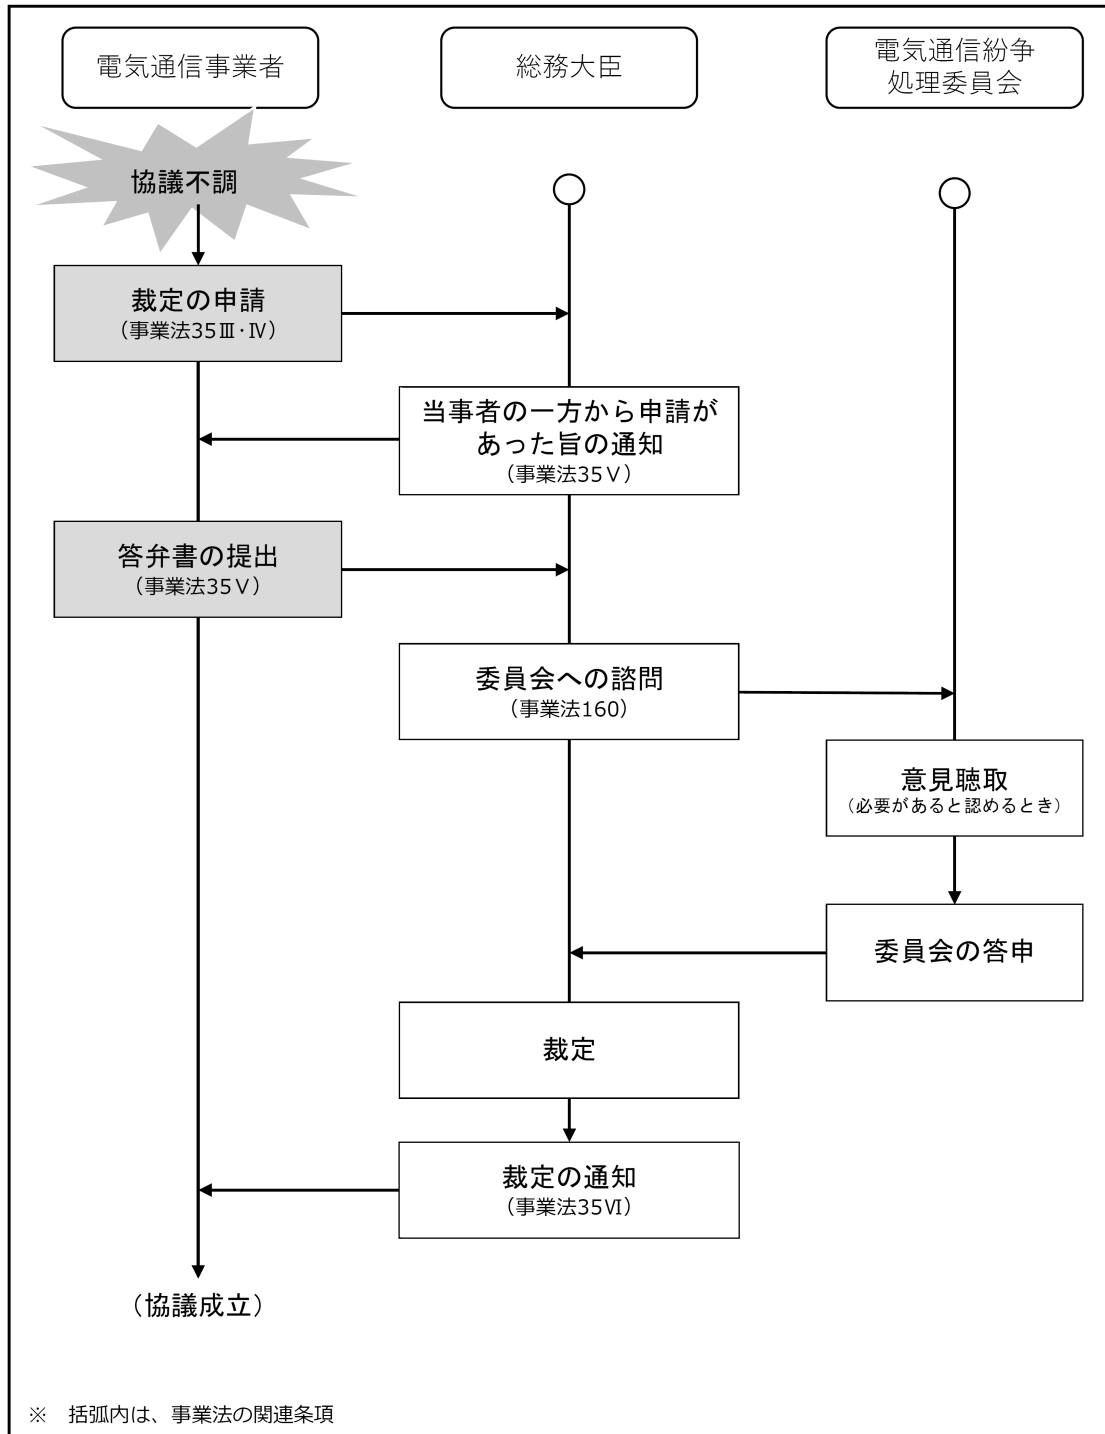 電気通信事業者
総務大臣
電気通信紛争
処理委員会
協議不調
裁定の申請
（事業法35Ⅲ･Ⅳ）
当事者の一方から申請が
あった旨の通知
（事業法35Ⅴ）
答弁書の提出
（事業法35Ⅴ）
委員会への諮問
（事業法160）
意見聴取
（必要があると認めるとき）
委員会の答申
裁定
裁定の通知
（事業法35Ⅵ）
（協議成立）
※　括弧内は、事業法の関連条項